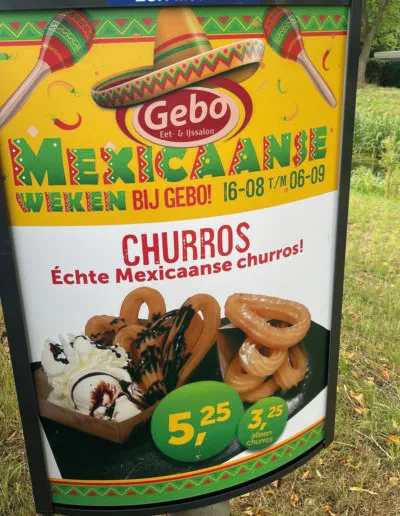 Gebo
Eet- & IJssalon
MEXICAANSE
WEKEN BIJ GEBO! 16-08 T/M 06-09
CHURROS
Échte Mexicaanse churros!
5,25
3,25
alleen
churros